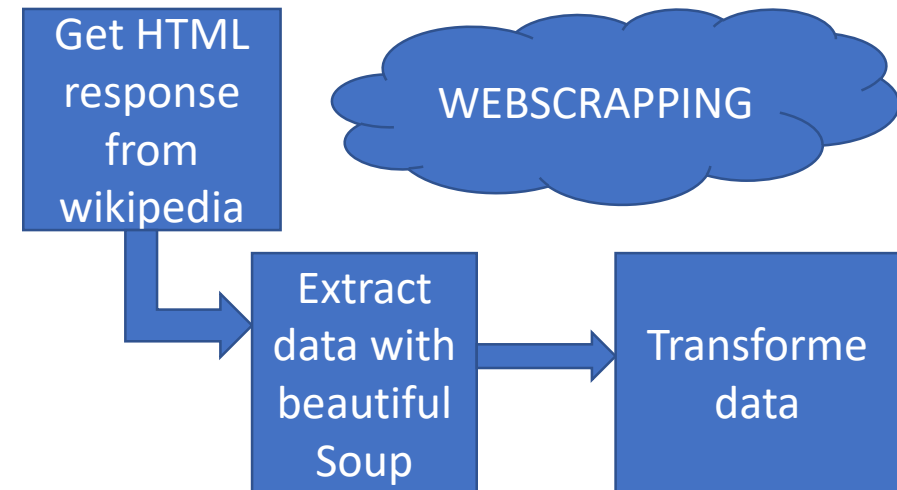 Get HTML
response
from
wikipedia
WEBSCRAPPING
Extract
data with
beautiful
Soup
Transforme
data